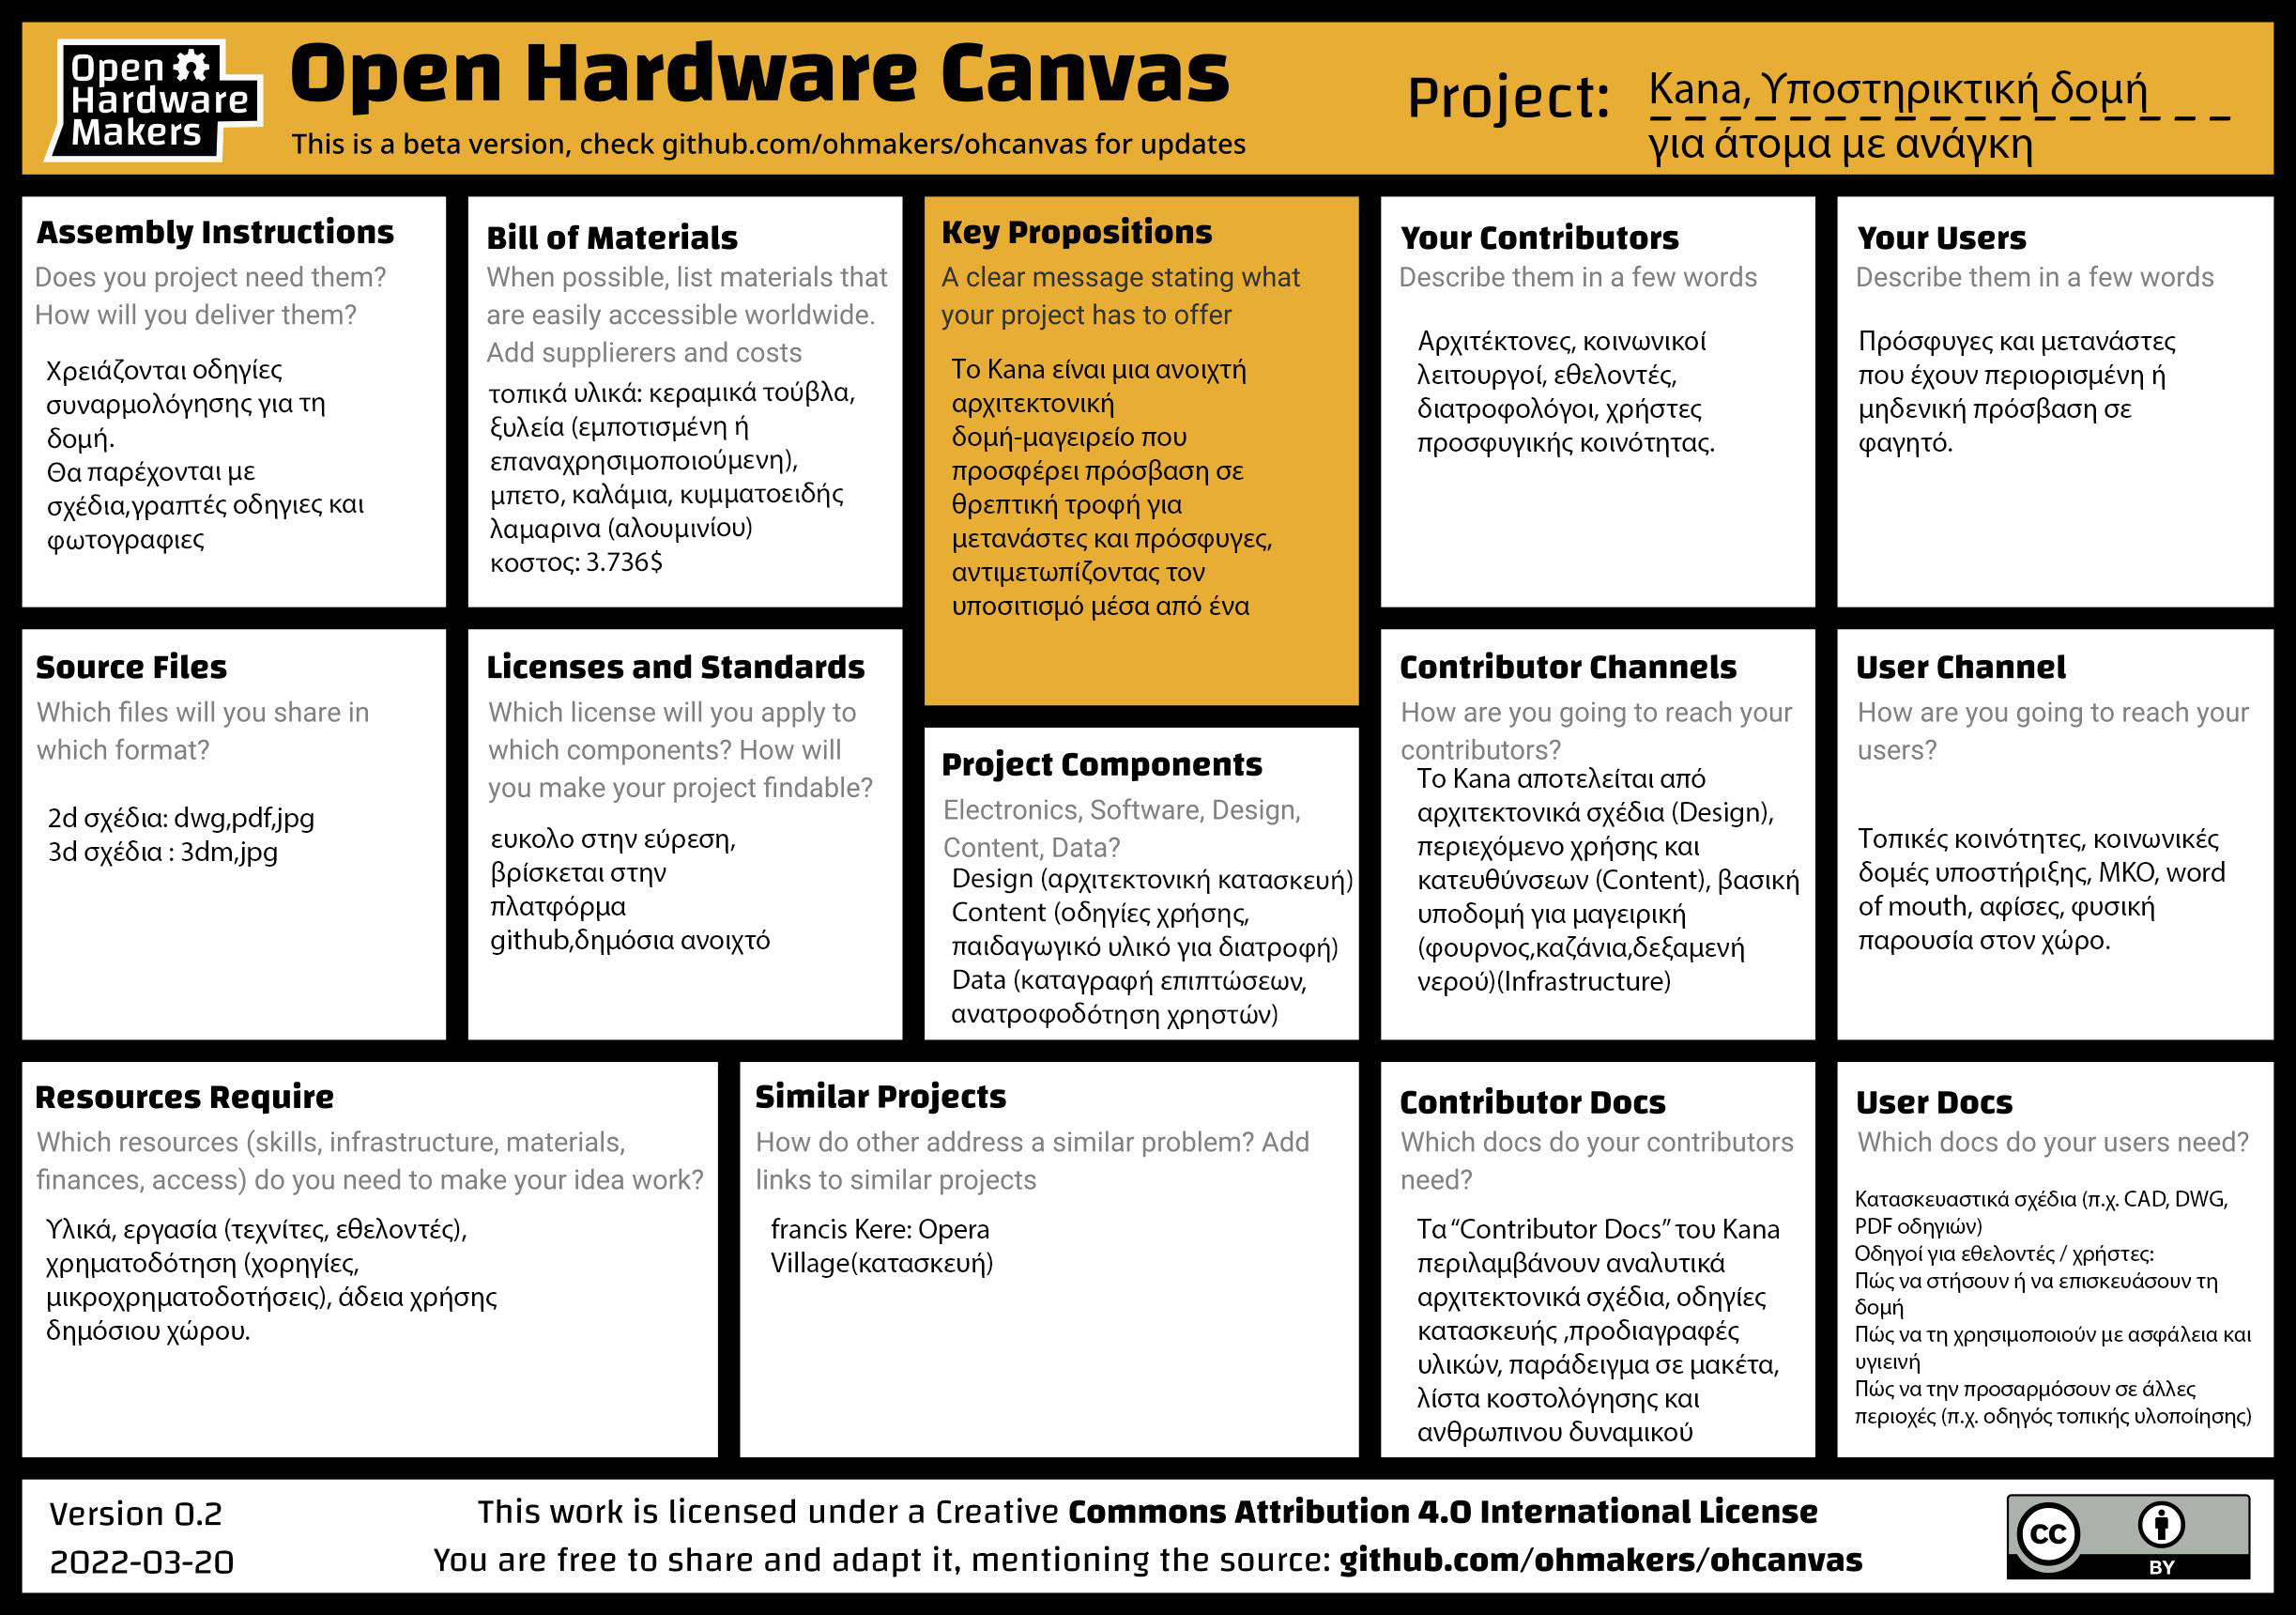 Open
Hardware
Makers
Open Hardware Canvas
This is a beta version, check github.com/ohmakers/ohcanvas for updates
Project:
Kana, Υποστηρικτική δομή
για άτομα με ανάγκη
Assembly Instructions
Does you project need them?
How will you deliver them?
Χρειάζονται οδηγίες
συναρμολόγησης για τη
δομή.
Θα παρέχονται με
σχέδια,γραπτές οδηγιες και
φωτογραφιες
Bill of Materials
When possible, list materials that
are easily accessible worldwide.
Add supplierers and costs
τοπικά υλικά: κεραμικά τούβλα,
ξυλεία (εμποτισμένη ή
επαναχρησιμοποιούμενη),
μπετο, καλάμια, κυμματοειδής
λαμαρινα (αλουμινίου)
κοστος: 3.736$
Key Propositions
A clear message stating what
your project has to offer
Το Kana είναι μια ανοιχτή
αρχιτεκτονική
δομή-μαγειρείο που
προσφέρει πρόσβαση σε
θρεπτική τροφή για
μετανάστες και πρόσφυγες,
αντιμετωπίζοντας τον
υποσιτισμό μέσα από ένα
Your Contributors
Describe them in a few words
Αρχιτέκτονες, κοινωνικοί
λειτουργοί, εθελοντές,
διατροφολόγοι, χρήστες
προσφυγικής κοινότητας.
Your Users
Describe them in a few words
Πρόσφυγες και μετανάστες
που έχουν περιορισμένη ή
μηδενική πρόσβαση σε
φαγητό.
Source Files
Which files will you share in
which format?
2d σχέδια: dwg,pdf,jpg
3d σχέδια : 3dm,jpg
Licenses and Standards
Which license will you apply to
which components? How will
you make your project findable?
ευκολο στην εύρεση,
βρίσκεται στην
πλατφόρμα
github,δημόσια ανοιχτό
Project Components
Electronics, Software, Design,
Content, Data?
Design (αρχιτεκτονική κατασκευή)
Content (οδηγίες χρήσης,
παιδαγωγικό υλικό για διατροφή)
Data (καταγραφή επιπτώσεων,
ανατροφοδότηση χρηστών)
Contributor Channels
How are you going to reach your
contributors?
Το Kana αποτελείται από
αρχιτεκτονικά σχέδια (Design),
περιεχόμενο χρήσης και
κατευθύνσεων (Content), βασική
υποδομή για μαγειρική
(φουρνος,καζάνια,δεξαμενή
νερού)(Infrastructure)
User Channel
How are you going to reach your
users?
Τοπικές κοινότητες, κοινωνικές
δομές υποστήριξης, ΜΚΟ, word
of mouth, αφίσες, φυσική
παρουσία στον χώρο.
Resources Require
Which resources (skills, infrastructure, materials,
finances, access) do you need to make your idea work?
Υλικά, εργασία (τεχνίτες, εθελοντές),
χρηματοδότηση (χορηγίες,
μικροχρηματοδοτήσεις), άδεια χρήσης
δημόσιου χώρου.
Similar Projects
How do other address a similar problem? Add
links to similar projects
francis Kere: Opera
Village(κατασκευή)
Contributor Docs
Which docs do your contributors
need?
Τα “Contributor Docs” του Kana
περιλαμβάνουν αναλυτικά
αρχιτεκτονικά σχέδια, οδηγίες
κατασκευής ,προδιαγραφές
υλικών, παράδειγμα σε μακέτα,
λίστα κοστολόγησης και
ανθρωπινου δυναμικού
User Docs
Which docs do your users need?
Κατασκευαστικά σχέδια (π.χ. CAD, DWG,
PDF οδηγιών)
Οδηγοί για εθελοντές / χρήστες:
Πώς να στήσουν ή να επισκευάσουν τη
δομή
Πώς να τη χρησιμοποιούν με ασφάλεια και
υγιεινή
Πώς να την προσαρμόσουν σε άλλες
περιοχές (π.χ. οδηγός τοπικής υλοποίησης)
Version 0.2
2022-03-20
This work is licensed under a Creative Commons Attribution 4.0 International License
You are free to share and adapt it, mentioning the source: github.com/ohmakers/ohcanvas
CC
BY